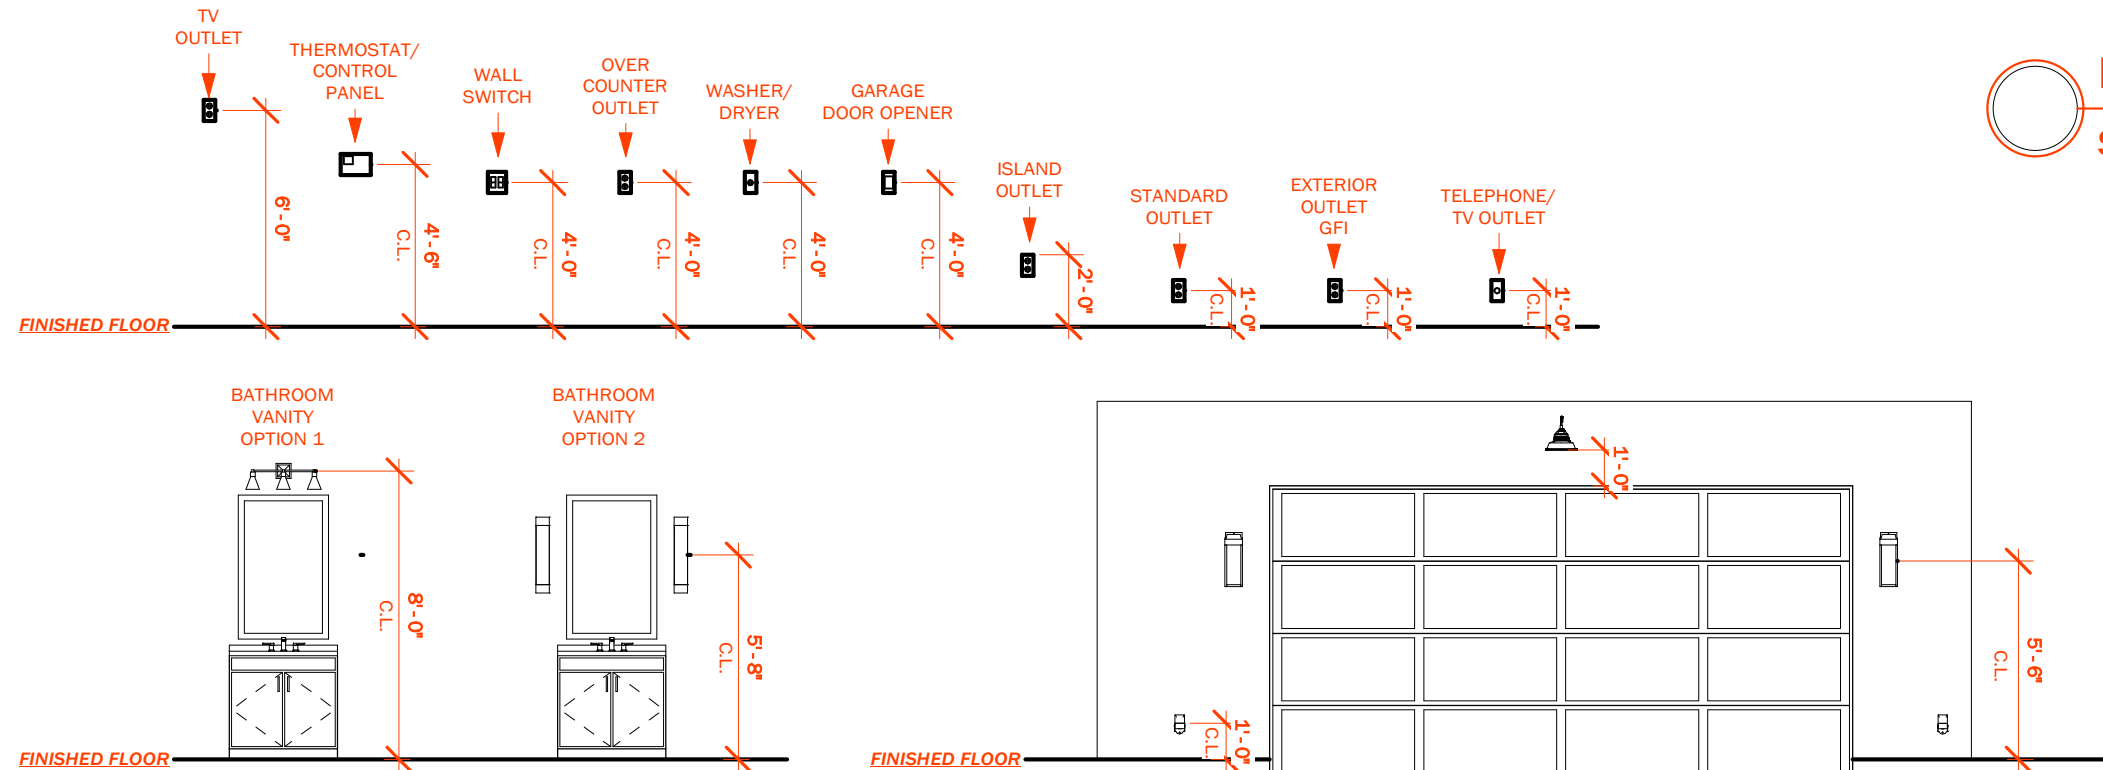 TV
OUTLET
THERMOSTAT/
CONTROL
PANEL
WALL
SWITCH
OVER
COUNTER
OUTLET
WASHER/
DRYER
GARAGE
DOOR OPENER
ISLAND
OUTLET
STANDARD
OUTLET
EXTERIOR
OUTLET
GFI
TELEPHONE/
TV OUTLET
6'-0"
4'-6"
C.L.
4'-0"
C.L.
4'-0"
C.L.
4'-0"
C.L.
4'-0"
C.L.
2'-0"
1'-0"
C.L.
1'-0"
C.L.
1'-0"
C.L.
FINISHED FLOOR
BATHROOM
VANITY
OPTION 1
BATHROOM
VANITY
OPTION 2
8'-0"
C.L.
5'-8"
C.L.
1'-0"
5'-6"
C.L.
1'-0"
C.L.
FINISHED FLOOR
FINISHED FLOOR